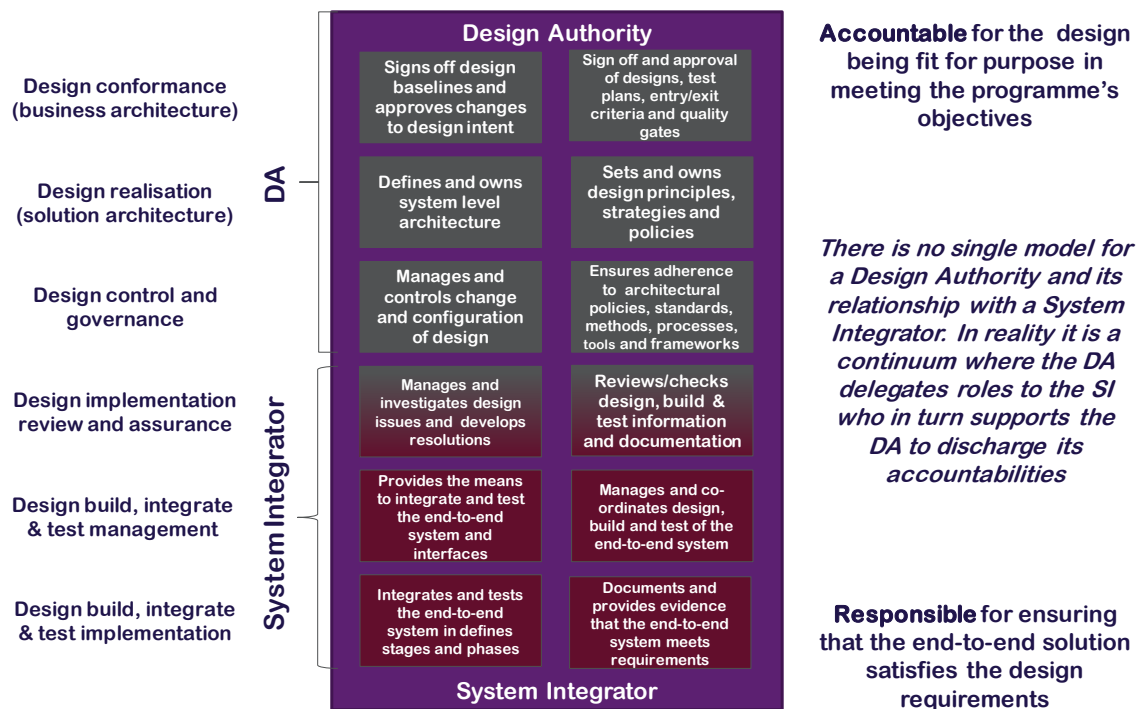 Design Authority
Design conformance
(business architecture)
Design realisation
(solution architecture)
Design control and
governance
Design implementation
review and assurance
Design build, integrate
& test management
Design build, integrate
& test implementation
DA
System Integrator
Signs off design
baselines and
approves changes
to design intent
Sign off and approval
of designs, test
plans, entry/exit
criteria and quality
gates
Defines and owns
system level
architecture
Sets and owns
design principles,
strategies and
policies
Manages and
controls change
and configuration
of design
Ensures adherence
to architectural
policies, standards,
methods, processes,
tools and frameworks
Manages and
investigates design
issues and develops
resolutions
Reviews/checks
design, build &
test information
and documentation
Provides the means
to integrate and test
the end-to-end
system and
interfaces
Manages and co-
ordinates design,
build and test of the
end-to-end system
Integrates and tests
the end-to-end
system in defines
stages and phases
Documents and
provides evidence
that the end-to-end
system meets
requirements
System Integrator
Accountable for the design
being fit for purpose in
meeting the programme's
objectives
There is no single model for
a Design Authority and its
relationship with a System
Integrator. In reality it is a
continuum where the DA
delegates roles to the SI
who in turn supports the
DA to discharge its
accountabilities
Responsible for ensuring
that the end-to-end solution
satisfies the design
requirements